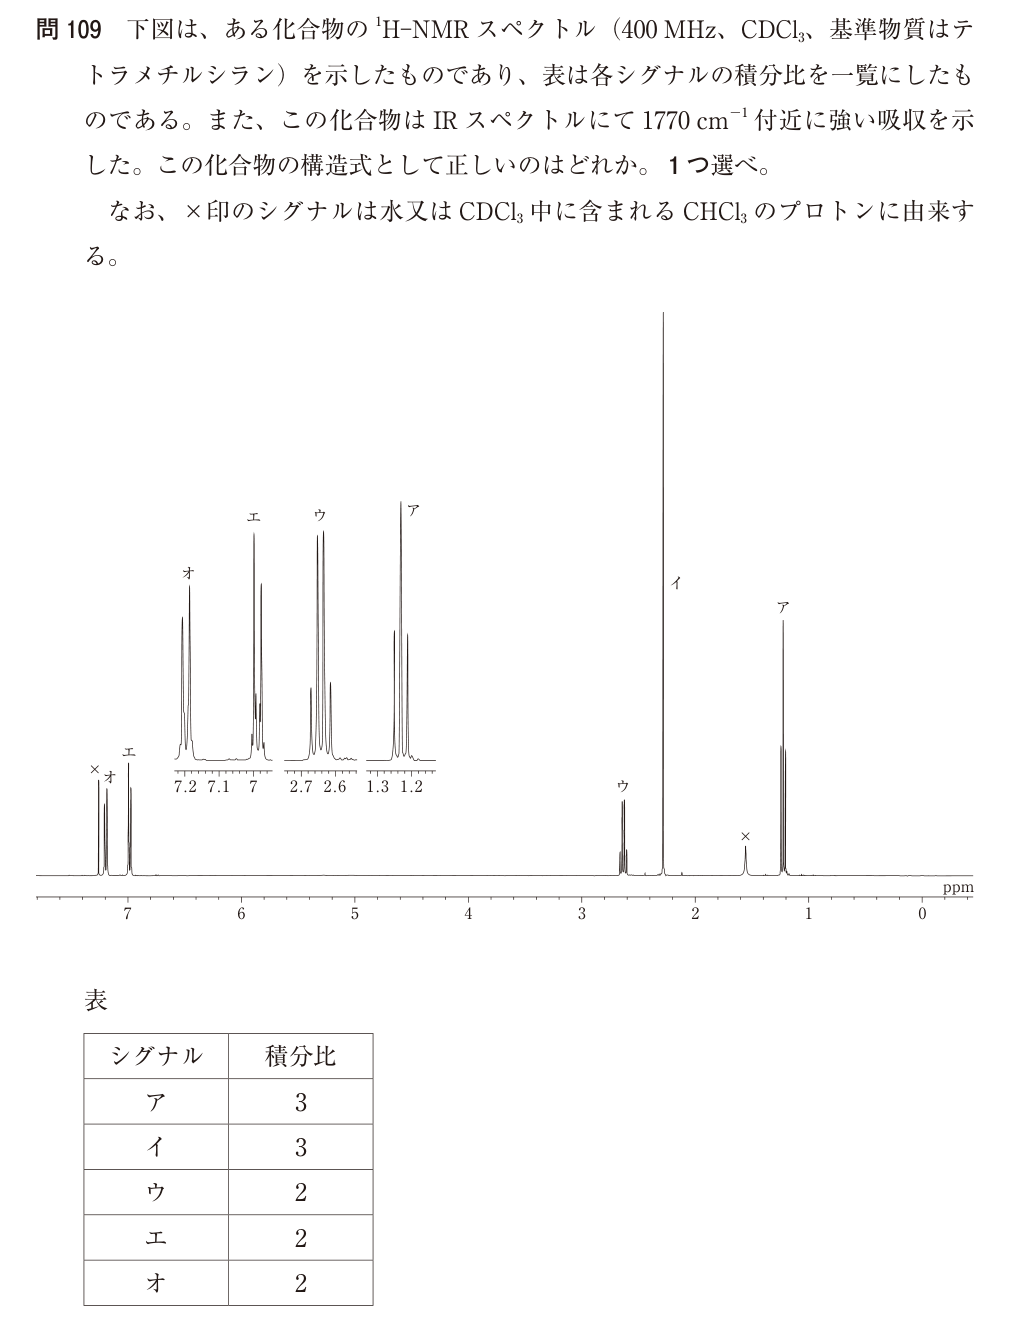 問 109　下図は、ある化合物の ¹H-NMR スペクトル（400 MHz、CDCl₃、基準物質はテ
トラメチルシラン）を示したものであり、表は各シグナルの積分比を一覧にしたも
のである。また、この化合物は IR スペクトルにて 1770 cm⁻¹ 付近に強い吸収を示
した。この化合物の構造式として正しいのはどれか。1つ選べ。
なお、×印のシグナルは水又は CDCl₃ 中に含まれる CHCl₃ のプロトンに由来す
る。
オ
エ
ウ
ア
7.2 7.1 7
2.7 2.6
1.3 1.2
イ
ア
×
オ
エ
ウ
×
ppm
7 6 5 4 3 2 1 0
表
シグナル 積分比
ア 3
イ 3
ウ 2
エ 2
オ 2